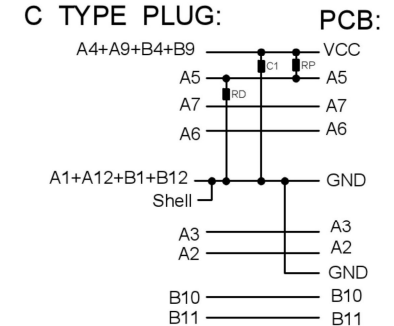 C TYPE PLUG: PCB:
A4+A9+B4+B9 VCC
C1 RP
A5 A5
RD
A7 A7
A6 A6
A1+A12+B1+B12 GND
Shell
A3 A3
A2 A2
GND
B10 B10
B11 B11